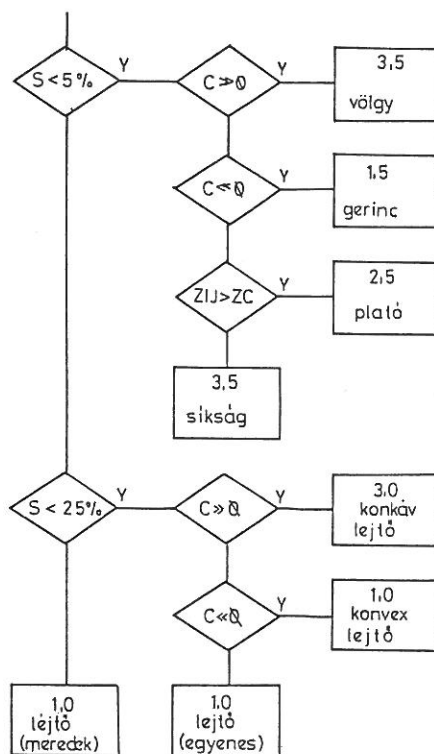 S<5%
Y
C≫0
Y
3,5
völgy
C≪0
Y
1,5
gerinc
ZIJ>ZC
Y
2,5
plató
3,5
síkság
S<25%
Y
C≫0
Y
3,0
konkáv
lejtő
C≪0
Y
1,0
konvex
lejtő
1,0
léjtő
(meredek)
1,0
lejtő
(egyenes)